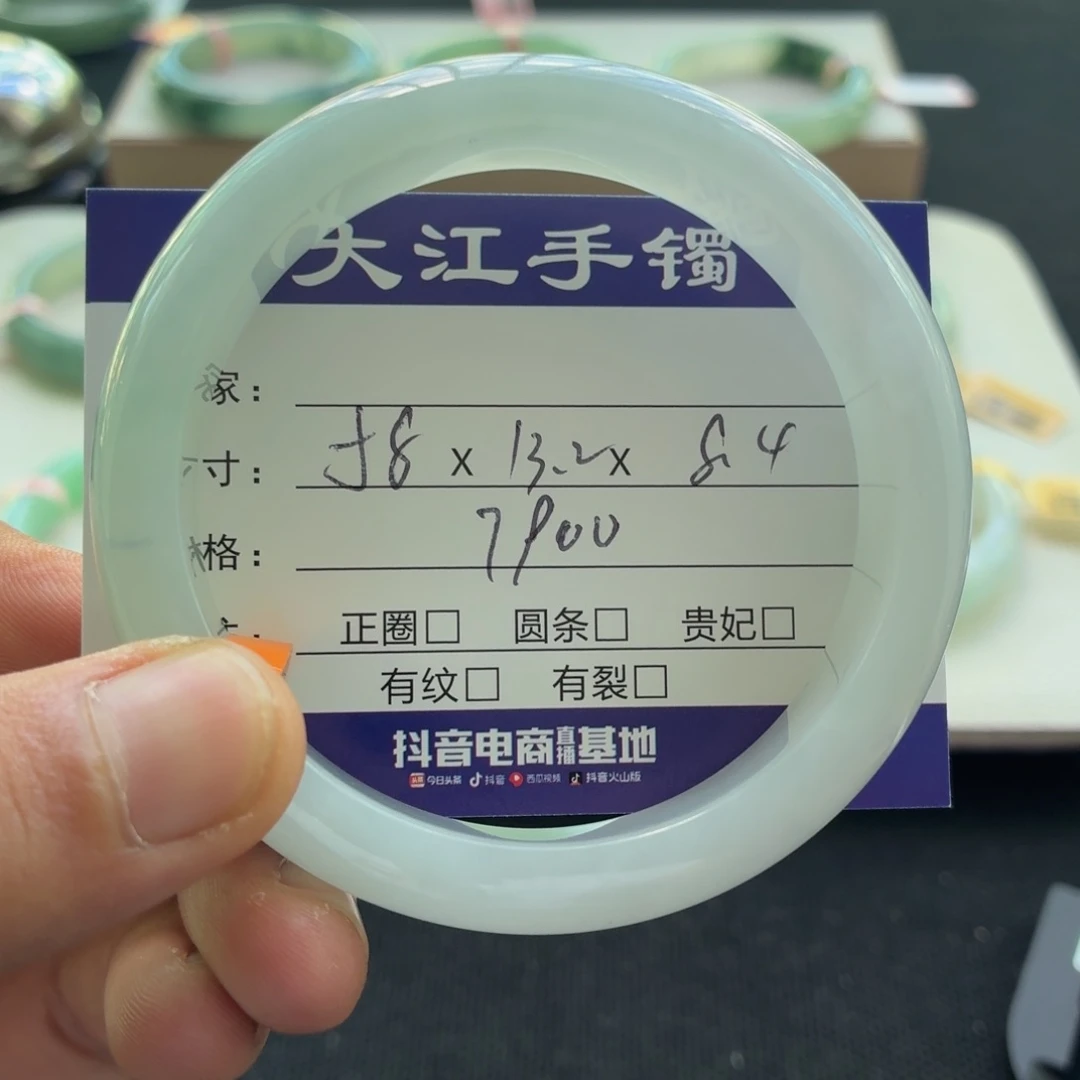 大江手镯
家：
寸：58 x 13.2 x 8.4
格：7900
正圈□ 圆条□ 贵妃□
有纹□ 有裂□
抖音电商直播基地
今日头条 抖音 西瓜视频 抖音火山版